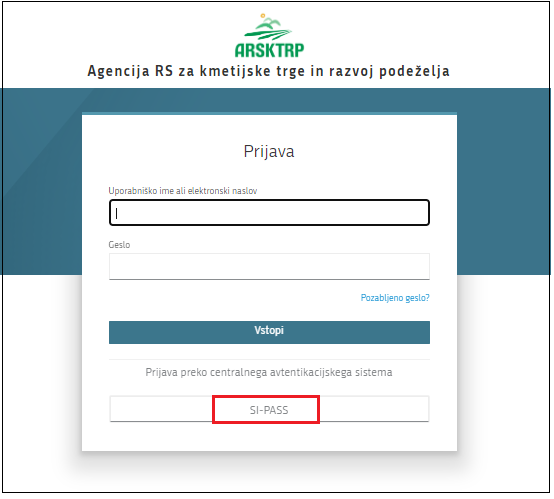 ARSKTRP
Agencija RS za kmetijske trge in razvoj podeželja
Prijava
Uporabniško ime ali elektronski naslov
Geslo
Pozabljeno geslo?
Vstopi
Prijava preko centralnega avtentikacijskega sistema
SI-PASS